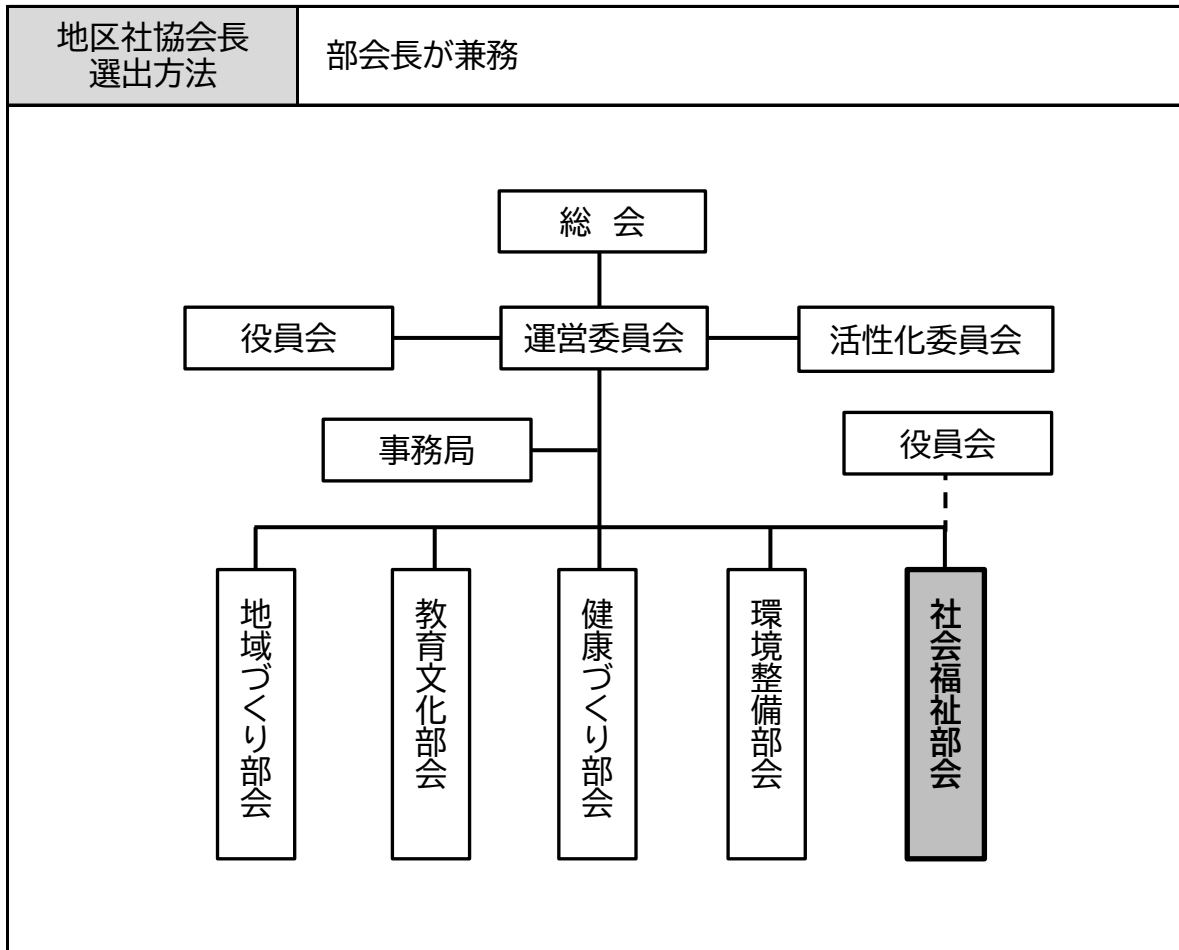 地区社協会長
選出方法
部会長が兼務
総 会
役員会
運営委員会
活性化委員会
事務局
役員会
地域づくり部会
教育文化部会
健康づくり部会
環境整備部会
社会福祉部会